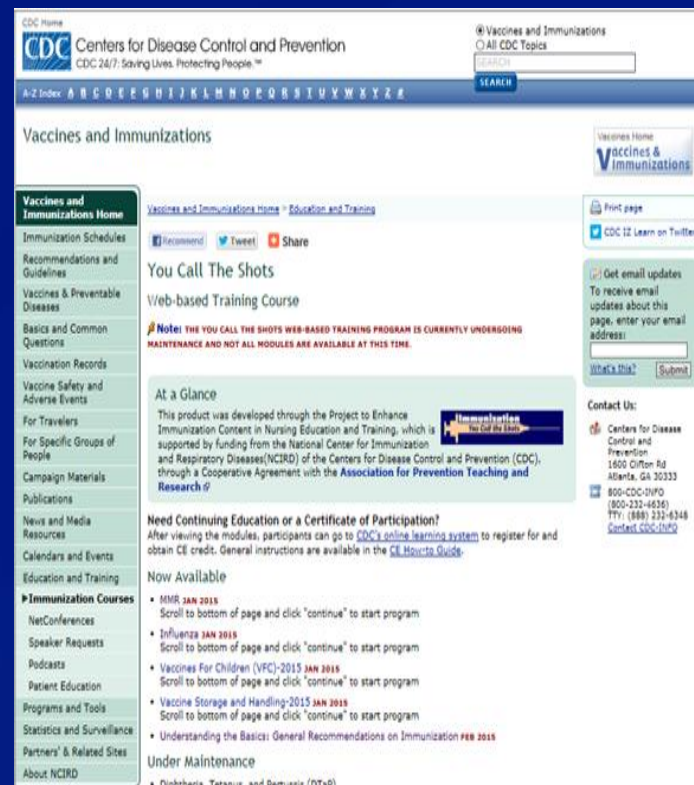 CDC Home
CDC Centers for Disease Control and Prevention
CDC 24/7: Saving Lives. Protecting People.™
Vaccines and Immunizations
All CDC Topics
SEARCH
SEARCH
A-Z Index A B C D E F G H I J K L M N O P Q R S T U V W X Y Z #
Vaccines and Immunizations
Vaccines Home
Vaccines &
Immunizations
Vaccines and
Immunizations Home
Immunization Schedules
Recommendations and
Guidelines
Vaccines & Preventable
Diseases
Basics and Common
Questions
Vaccination Records
Vaccine Safety and
Adverse Events
For Travelers
For Specific Groups of
People
Campaign Materials
Publications
News and Media
Resources
Calendars and Events
Education and Training
Immunization Courses
NetConferences
Speaker Requests
Podcasts
Patient Education
Programs and Tools
Statistics and Surveillance
Partners' & Related Sites
About NCIRD
Vaccines and Immunizations Home > Education and Training
Recommend Tweet Share
You Call The Shots
Web-based Training Course
Note: THE YOU CALL THE SHOTS WEB-BASED TRAINING PROGRAM IS CURRENTLY UNDERGOING
MAINTENANCE AND NOT ALL MODULES ARE AVAILABLE AT THIS TIME.
At a Glance
This product was developed through the Project to Enhance
Immunization Content in Nursing Education and Training, which is
supported by funding from the National Center for Immunization
and Respiratory Diseases(NCIRD) of the Centers for Disease Control and Prevention (CDC),
through a Cooperative Agreement with the Association for Prevention Teaching and
Research
Immunization
You Call the Shots
Need Continuing Education or a Certificate of Participation?
After viewing the modules, participants can go to CDC's online learning system to register for and
obtain CE credit. General instructions are available in the CE How-to Guide.
Now Available
• MMR JAN 2015
Scroll to bottom of page and click "continue" to start program
• Influenza JAN 2015
Scroll to bottom of page and click "continue" to start program
• Vaccines For Children (VFC)-2015 JAN 2015
Scroll to bottom of page and click "continue" to start program
• Vaccine Storage and Handling-2015 JAN 2015
Scroll to bottom of page and click "continue" to start program
• Understanding the Basics: General Recommendations on Immunization FEB 2015
Under Maintenance
• Diphtheria, Tetanus, and Pertussis (DTaP)
Print page
CDC IZ Learn on Twitter
Get email updates
To receive email
updates about this
page, enter your email
address:
What's this? Submit
Contact Us:
Centers for Disease
Control and
Prevention
1600 Clifton Rd
Atlanta, GA 30333
800-CDC-INFO
(800-232-4636)
TTY: (888) 232-6348
Contact CDC-INFO